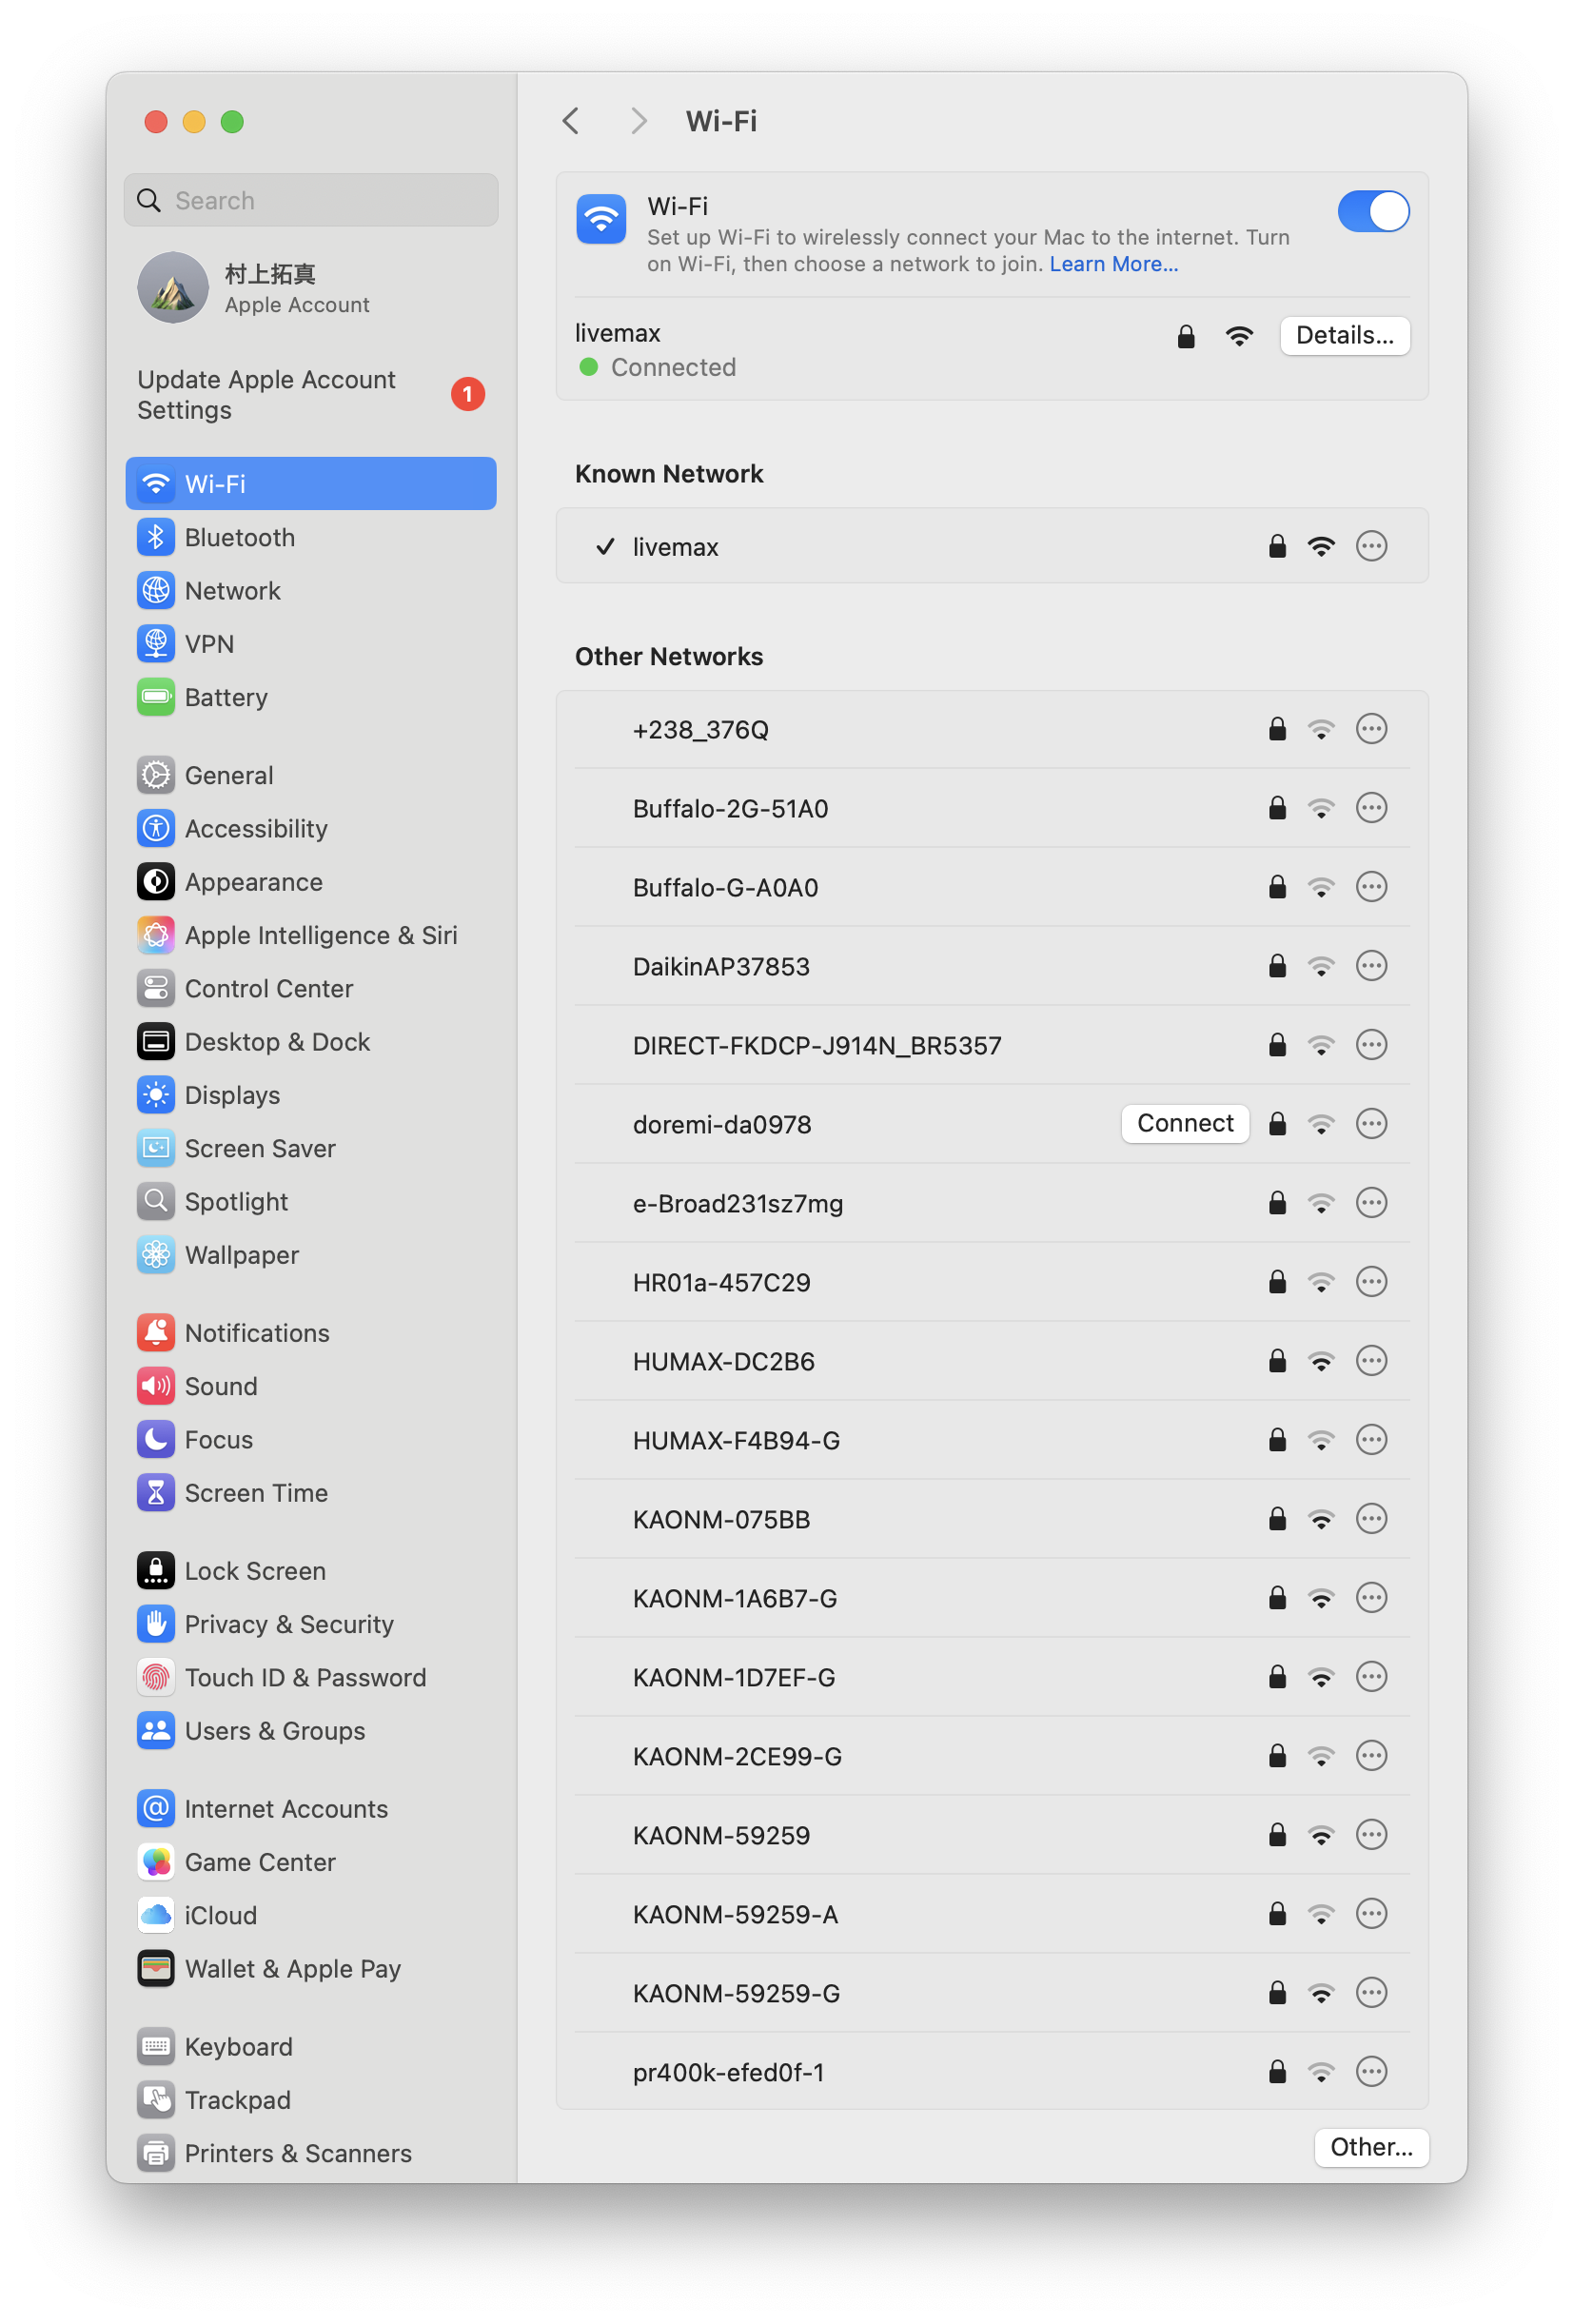 Search
村上拓真
Apple Account
Update Apple Account
Settings
1
Wi-Fi
Bluetooth
Network
VPN
Battery
General
Accessibility
Appearance
Apple Intelligence & Siri
Control Center
Desktop & Dock
Displays
Screen Saver
Spotlight
Wallpaper
Notifications
Sound
Focus
Screen Time
Lock Screen
Privacy & Security
Touch ID & Password
Users & Groups
Internet Accounts
Game Center
iCloud
Wallet & Apple Pay
Keyboard
Trackpad
Printers & Scanners
Wi-Fi
Wi-Fi
Set up Wi-Fi to wirelessly connect your Mac to the internet. Turn
on Wi-Fi, then choose a network to join. Learn More...
livemax
Details...
Connected
Known Network
livemax
Other Networks
+238_376Q
Buffalo-2G-51A0
Buffalo-G-A0A0
DaikinAP37853
DIRECT-FKDCP-J914N_BR5357
doremi-da0978
Connect
e-Broad231sz7mg
HR01a-457C29
HUMAX-DC2B6
HUMAX-F4B94-G
KAONM-075BB
KAONM-1A6B7-G
KAONM-1D7EF-G
KAONM-2CE99-G
KAONM-59259
KAONM-59259-A
KAONM-59259-G
pr400k-efed0f-1
Other...